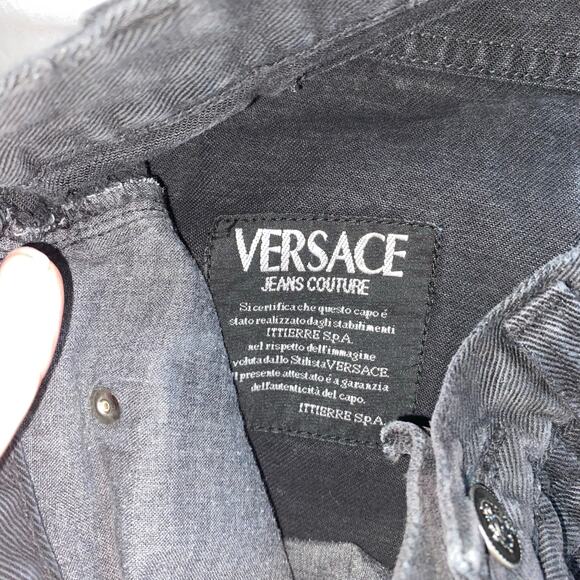 VERSACE
JEANS COUTURE
Si certifica che questo capo é
stato realizzato dagli stabilimenti
ITTIERRE S.p.A.
nel rispetto dell'immagine
voluta dallo Stilista VERSACE.
l presente attestato é a garanzia
dell'autenticità del capo.
ITTIERRE S.p.A.